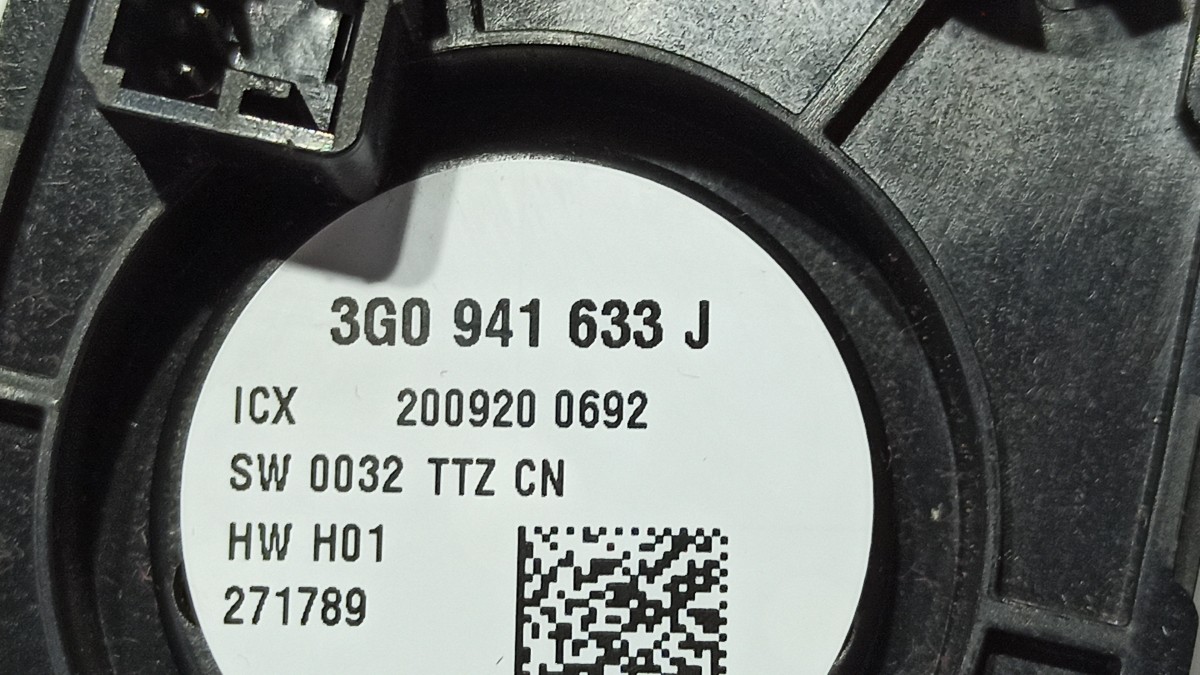 3G0 941 633 J
ICX 200920 0692
SW 0032 TTZ CN
HW H01
271789